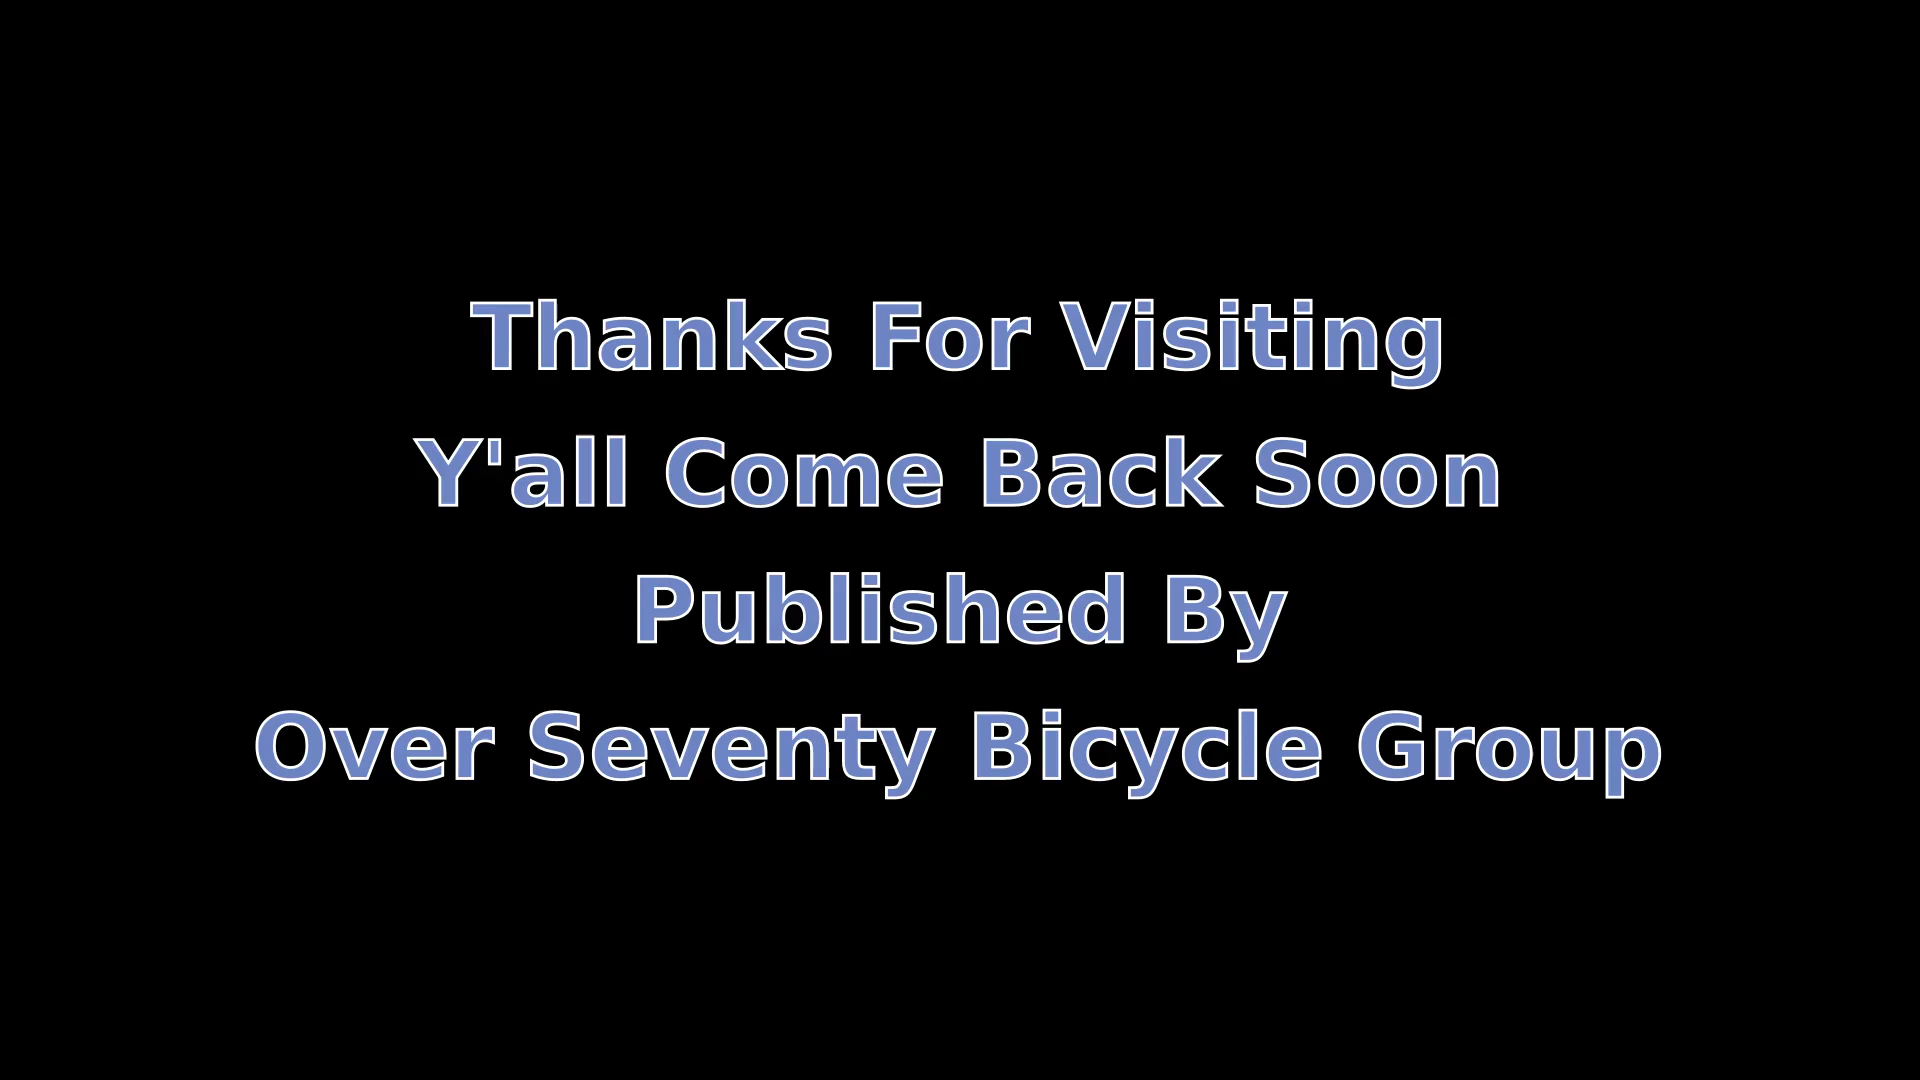 Thanks For Visiting
Y'all Come Back Soon
Published By
Over Seventy Bicycle Group